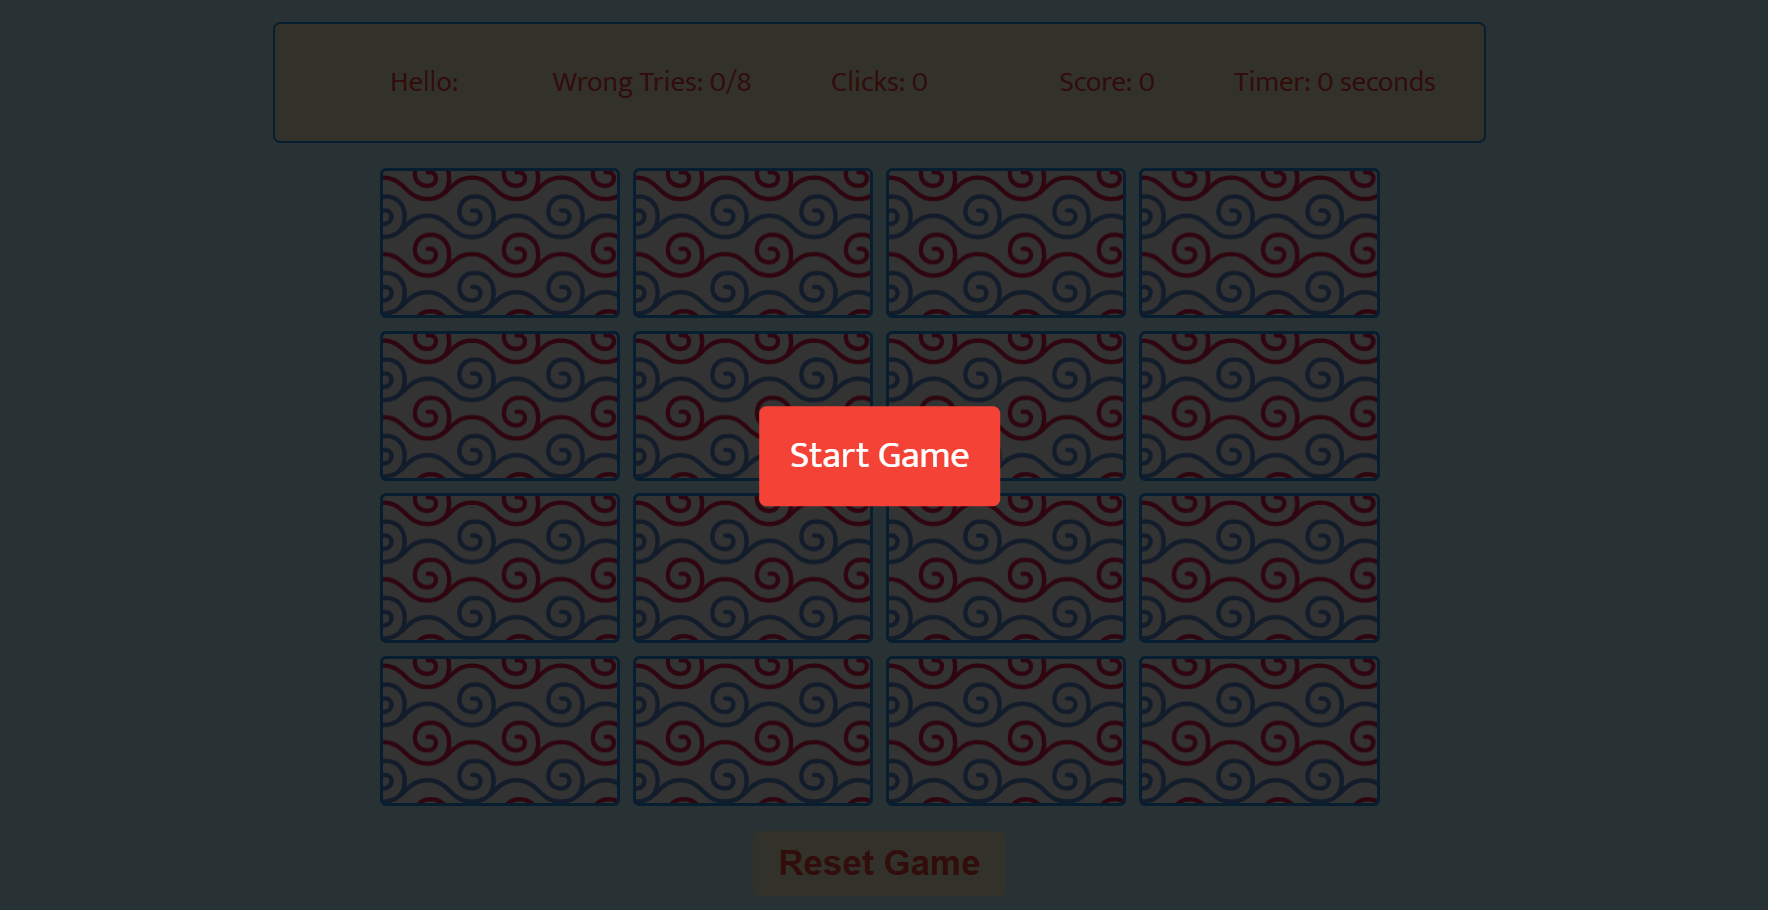 Hello: Wrong Tries: 0/8 Clicks: 0 Score: 0 Timer: 0 seconds
Start Game
Reset Game